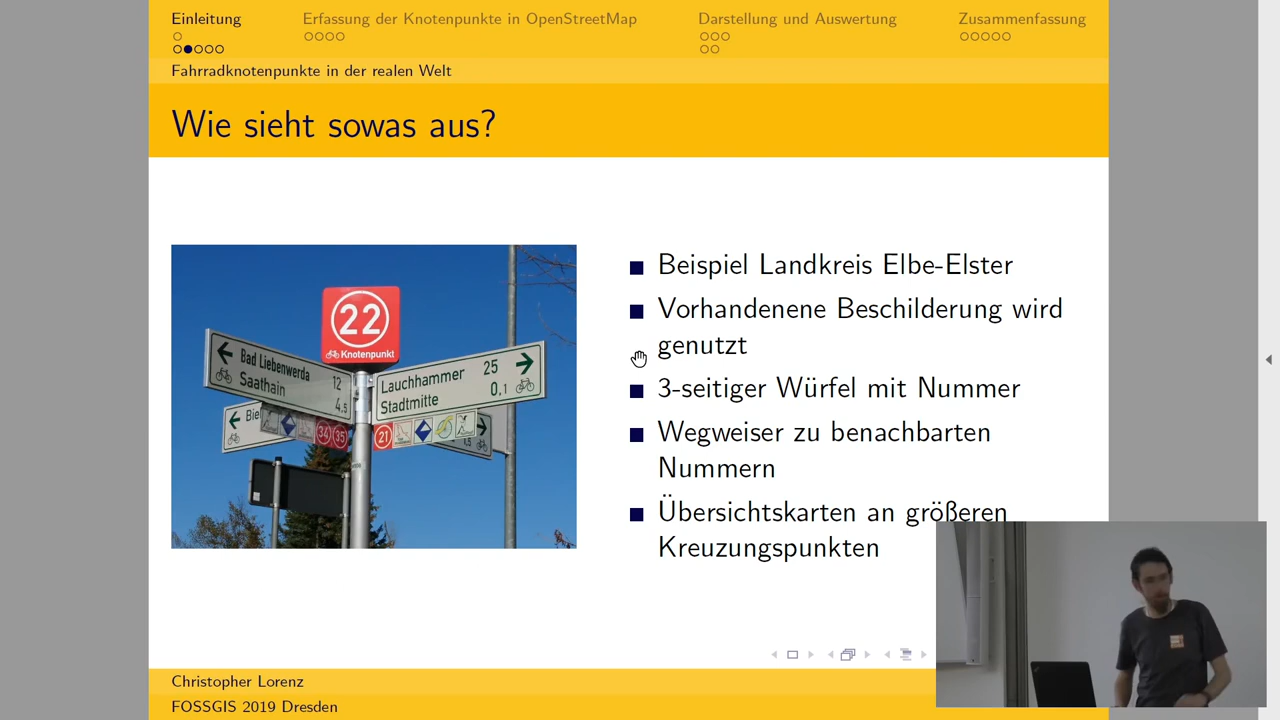 Einleitung
Erfassung der Knotenpunkte in OpenStreetMap
Darstellung und Auswertung
Zusammenfassung
Fahrradknotenpunkte in der realen Welt
Wie sieht sowas aus?
22
Knotenpunkt
Bad Liebenwerda 12
Saathain 4.5
Lauchhammer 25
Stadtmitte 0.1
34 35
21
Beispiel Landkreis Elbe-Elster
Vorhandenene Beschilderung wird
genutzt
3-seitiger Würfel mit Nummer
Wegweiser zu benachbarten
Nummern
Übersichtskarten an größeren
Kreuzungspunkten
Christopher Lorenz
FOSSGIS 2019 Dresden